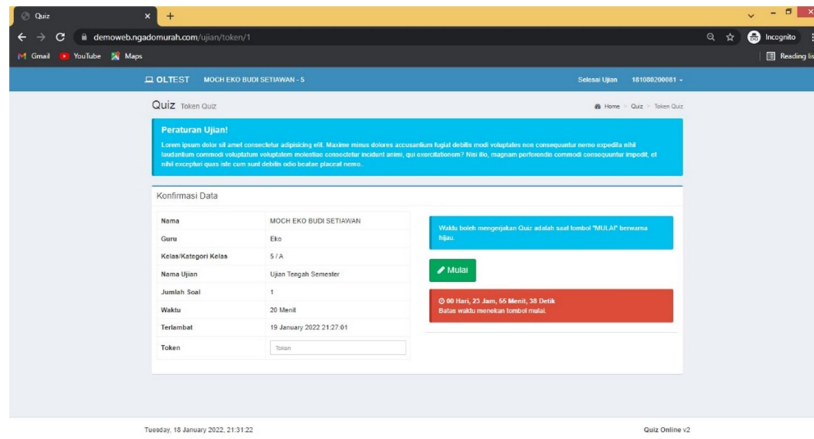 Quiz
demoweb.ngadomurah.com/ujian/token/1
Incognito
Gmail YouTube Maps
Reading lis
OLTEST MOCH EKO BUDI SETIAWAN - S
Selesai Ujian 181080200081
Quiz Token Quiz
Home > Quiz > Token Quiz
Peraturan Ujian!
Lorem ipsum dolor sit amet consectetur adipisicing elit. Maxime minus dolores accusantium fugiat debitis modi voluptates non consequuntur nemo expedita nihil
laudantium commodi voluptatum voluptatem molestiae consectetur incidunt animi, qui exercitationem? Nisi illo, magnam perferendis commodi consequuntur impedit, et
nihil excepturi quas iste cum sunt debitis odio beatae placeat nemo.
Konfirmasi Data
Nama MOCH EKO BUDI SETIAWAN
Guru Eko
Kelas/Kategori Kelas 5 / A
Nama Ujian Ujian Tengah Semester
Jumlah Soal 1
Waktu 20 Menit
Terlambat 19 January 2022 21:27:01
Token Token
Waktu boleh mengerjakan Quiz adalah saat tombol "MULAI" berwarna
hijau.
Mulai
00 Hari, 23 Jam, 55 Menit, 38 Detik
Batas waktu menekan tombol mulai.
Tuesday, 18 January 2022, 21:31:22
Quiz Online v2